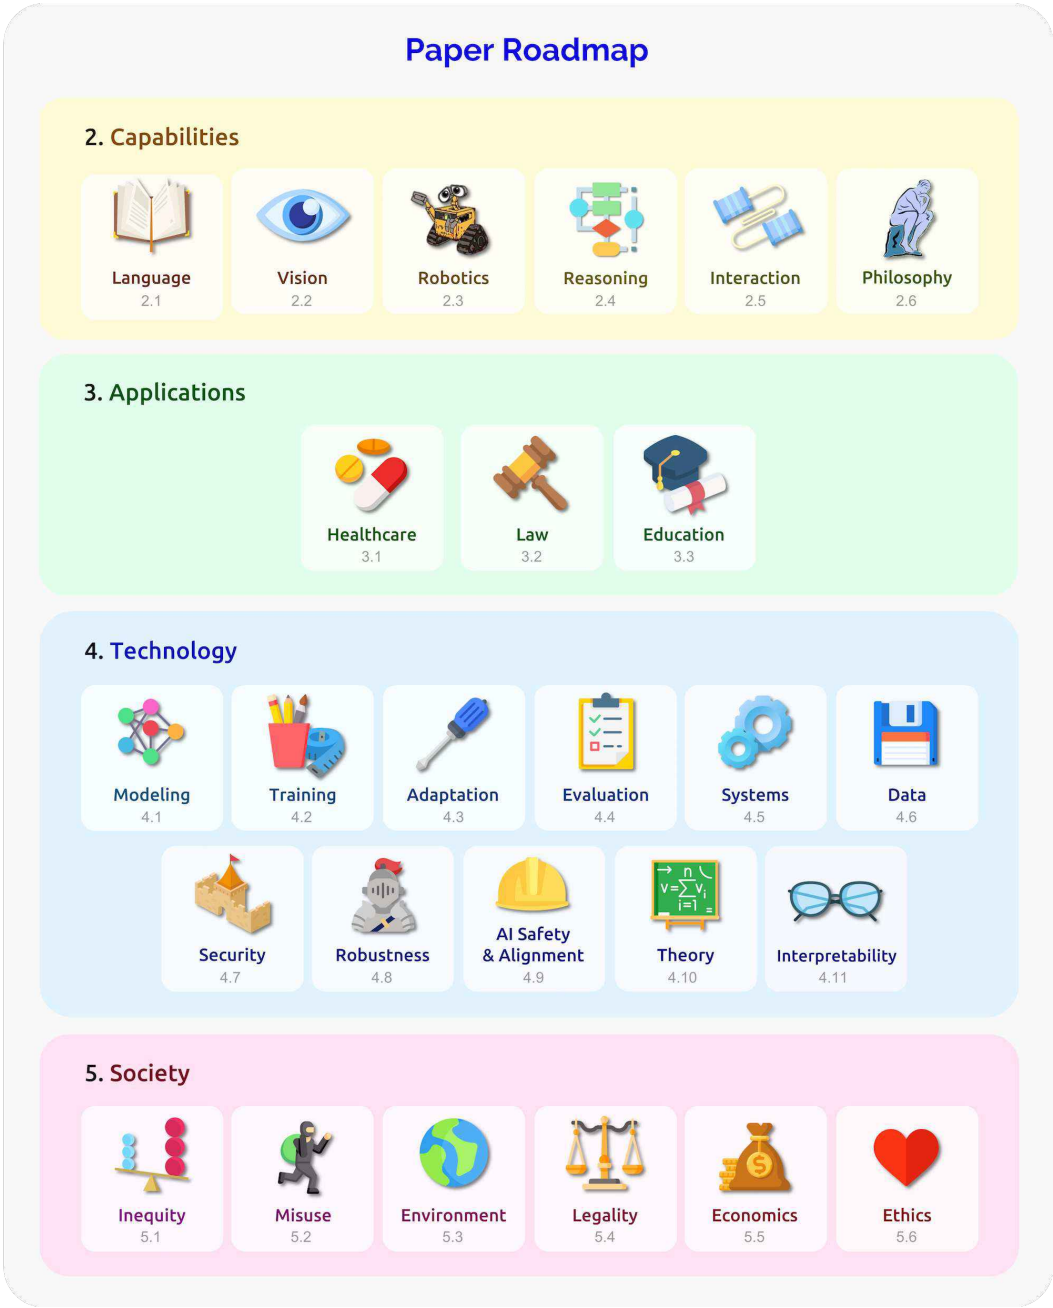 Paper Roadmap
2. Capabilities
Language
2.1
Vision
2.2
Robotics
2.3
Reasoning
2.4
Interaction
2.5
Philosophy
2.6
3. Applications
Healthcare
3.1
Law
3.2
Education
3.3
4. Technology
Modeling
4.1
Training
4.2
Adaptation
4.3
Evaluation
4.4
Systems
4.5
Data
4.6
Security
4.7
Robustness
4.8
AI Safety
& Alignment
4.9
n
v=∑vᵢ
i=1
Theory
4.10
Interpretability
4.11
5. Society
Inequity
5.1
Misuse
5.2
Environment
5.3
Legality
5.4
$
Economics
5.5
Ethics
5.6